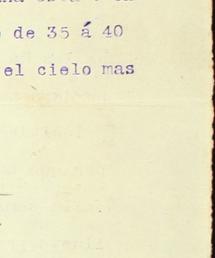 de 35 á 40
el cielo mas